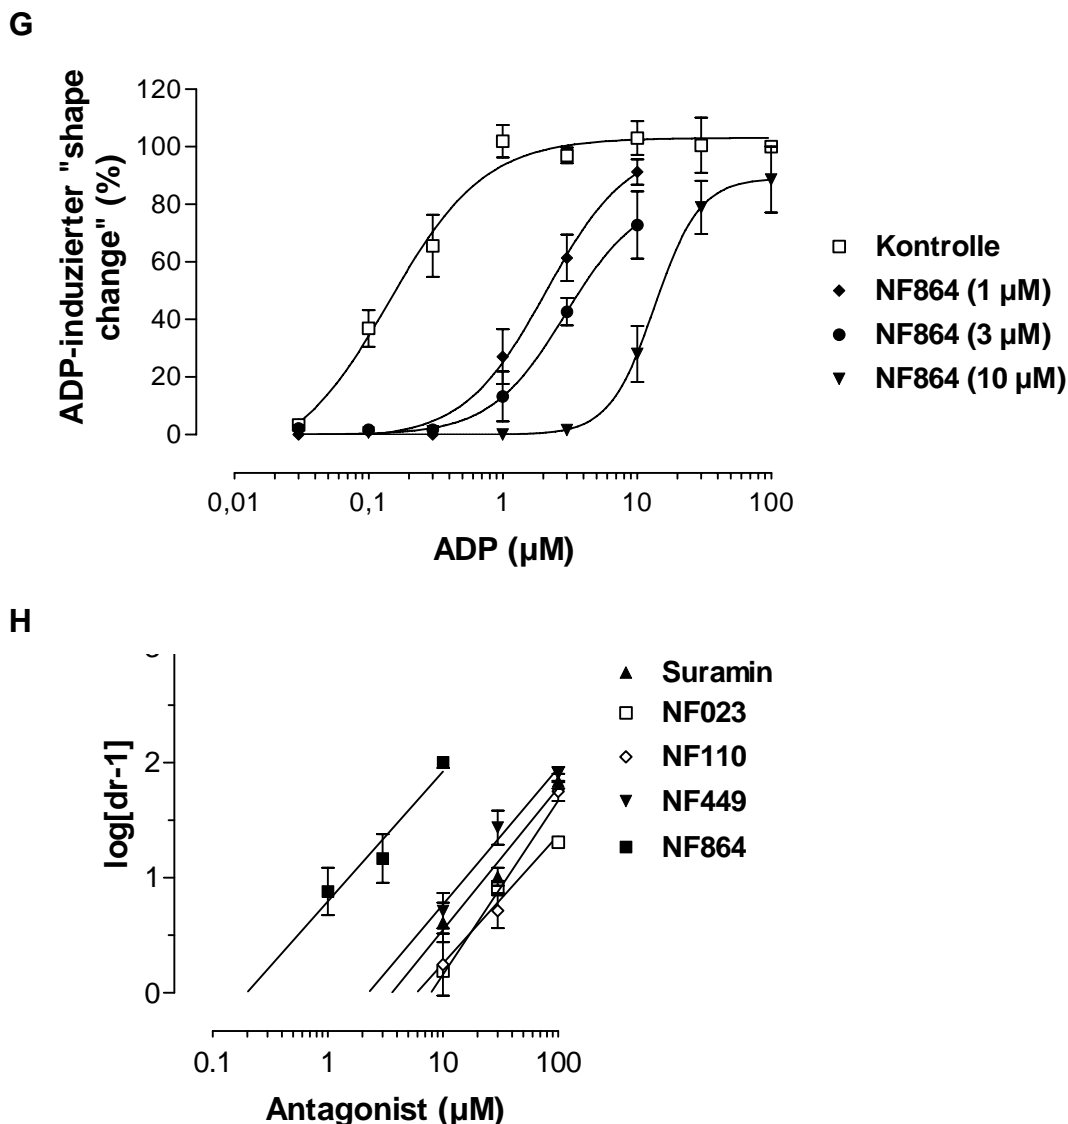 G
ADP-induzierter "shape
change" (%)
120
100
80
60
40
20
0
0,01
0,1
1
10
100
ADP (µM)
Kontrolle
NF864 (1 µM)
NF864 (3 µM)
NF864 (10 µM)
H
log[dr-1]
2
1
0
0.1
1
10
100
Antagonist (µM)
Suramin
NF023
NF110
NF449
NF864